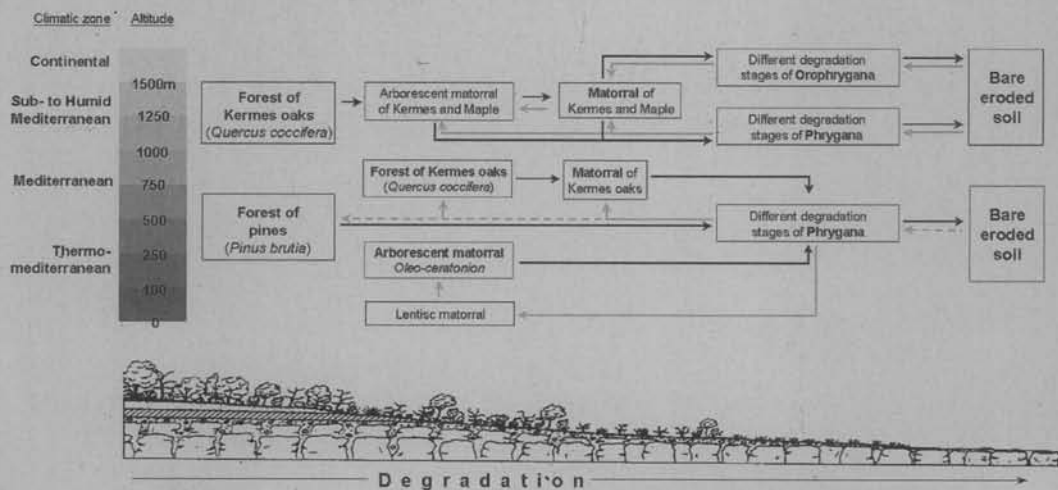 Climatic zone Altitude
Continental
Sub- to Humid
Mediterranean
Mediterranean
Thermo-
mediterranean
1500m
1250
1000
750
500
250
100
0
Forest of
Kermes oaks
(Quercus coccifera)
Arborescent matorral
of Kermes and Maple
Matorral of
Kermes and Maple
Different degradation
stages of Orophrygana
Different degradation
stages of Phrygana
Bare
eroded
soil
Forest of Kermes oaks
(Quercus coccifera)
Matorral of
Kermes oaks
Forest of
pines
(Pinus brutia)
Different degradation
stages of Phrygana
Bare
eroded
soil
Arborescent matorral
Oleo-ceratonion
Lentisc matorral
Degradation